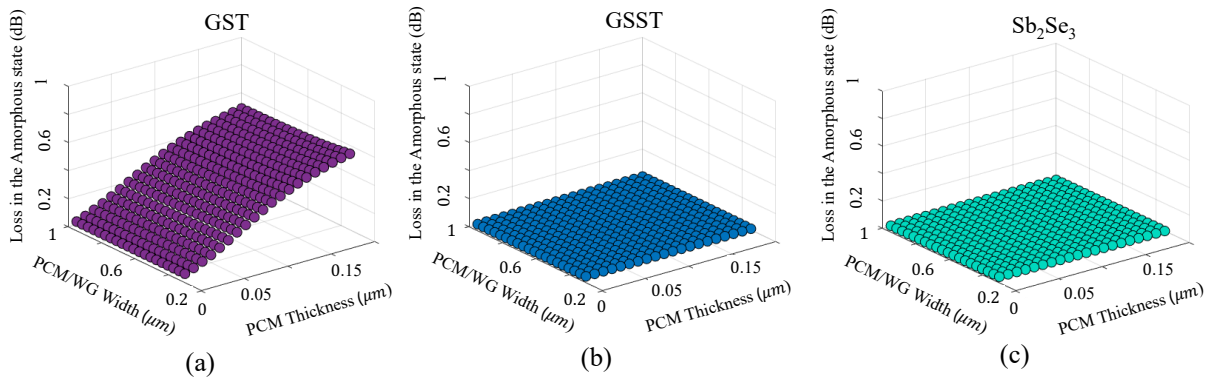 GST
Loss in the Amorphous state (dB)
1
0.6
0.2
1
0.6
0.2
PCM/WG Width (μm)
0
0.05
0.15
PCM Thickness (μm)
(a)
GSST
Loss in the Amorphous state (dB)
1
0.6
0.2
1
0.6
0.2
PCM/WG Width (μm)
0
0.05
0.15
PCM Thickness (μm)
(b)
Sb₂Se₃
Loss in the Amorphous state (dB)
1
0.6
0.2
1
0.6
0.2
PCM/WG Width (μm)
0
0.05
0.15
PCM Thickness (μm)
(c)